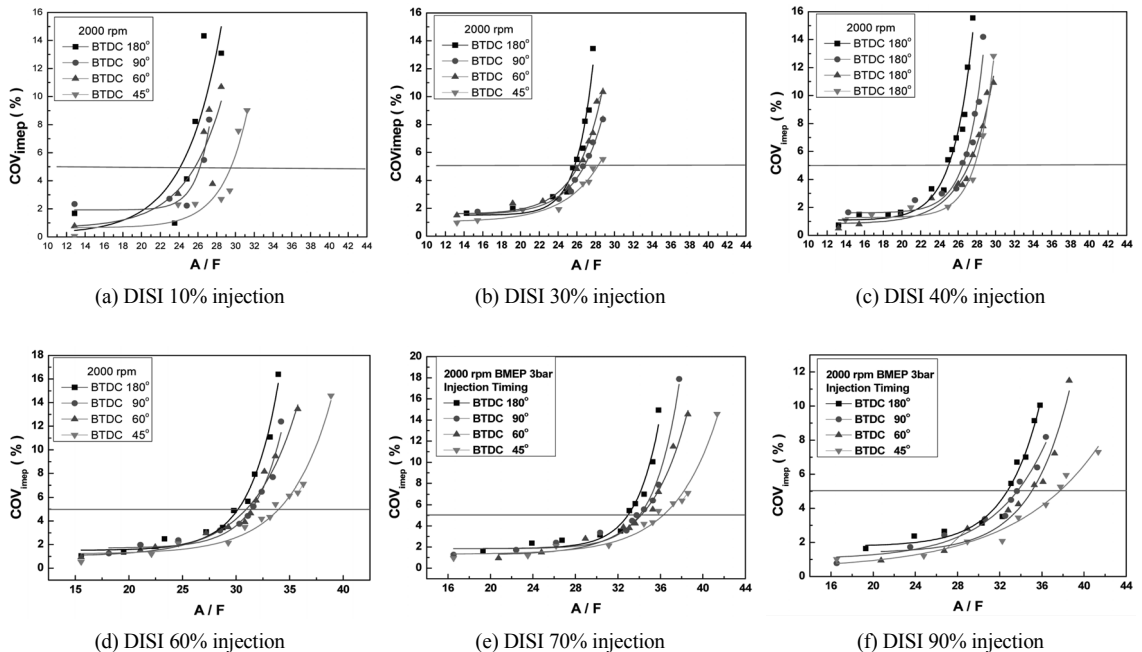 2000 rpm
BTDC 180°
BTDC 90°
BTDC 60°
BTDC 45°
COVimep ( % )
16
14
12
10
8
6
4
2
0
10 12 14 16 18 20 22 24 26 28 30 32 34 36 38 40 42 44
A / F
(a) DISI 10% injection
2000 rpm
BTDC 180°
BTDC 90°
BTDC 60°
BTDC 45°
COVimep ( % )
16
14
12
10
8
6
4
2
0
10 12 14 16 18 20 22 24 26 28 30 32 34 36 38 40 42 44
A / F
(b) DISI 30% injection
2000 rpm
BTDC 180°
BTDC 180°
BTDC 180°
BTDC 180°
COVimep ( % )
16
14
12
10
8
6
4
2
0
10 12 14 16 18 20 22 24 26 28 30 32 34 36 38 40 42 44
A / F
(c) DISI 40% injection
2000 rpm
BTDC 180°
BTDC 90°
BTDC 60°
BTDC 45°
COVimep ( % )
18
16
14
12
10
8
6
4
2
0
15 20 25 30 35 40
A / F
(d) DISI 60% injection
2000 rpm BMEP 3bar
Injection Timing
BTDC 180°
BTDC 90°
BTDC 60°
BTDC 45°
COVimep ( % )
20
18
16
14
12
10
8
6
4
2
0
16 20 24 28 32 36 40 44
A / F
(e) DISI 70% injection
2000 rpm BMEP 3bar
Injection Timing
BTDC 180°
BTDC 90°
BTDC 60°
BTDC 45°
COVimep ( % )
12
10
8
6
4
2
0
16 20 24 28 32 36 40 44
A / F
(f) DISI 90% injection